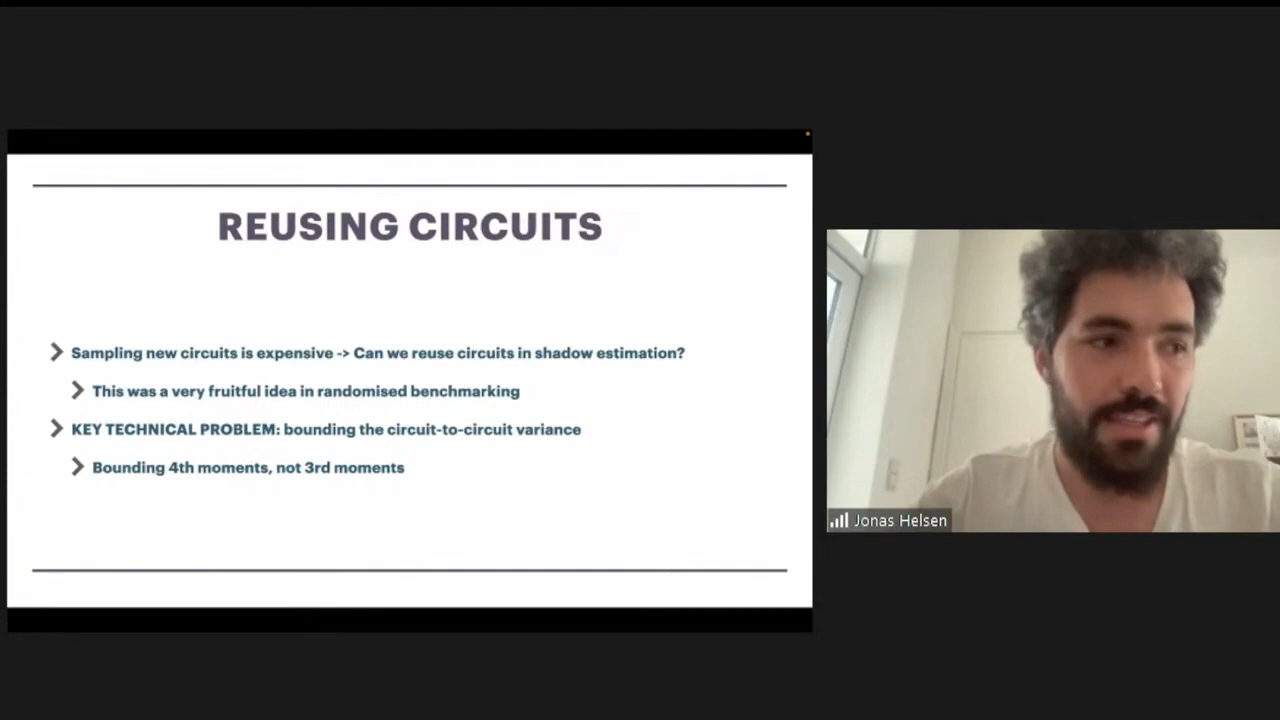 REUSING CIRCUITS
Sampling new circuits is expensive -> Can we reuse circuits in shadow estimation?
This was a very fruitful idea in randomised benchmarking
KEY TECHNICAL PROBLEM: bounding the circuit-to-circuit variance
Bounding 4th moments, not 3rd moments
Jonas Helsen